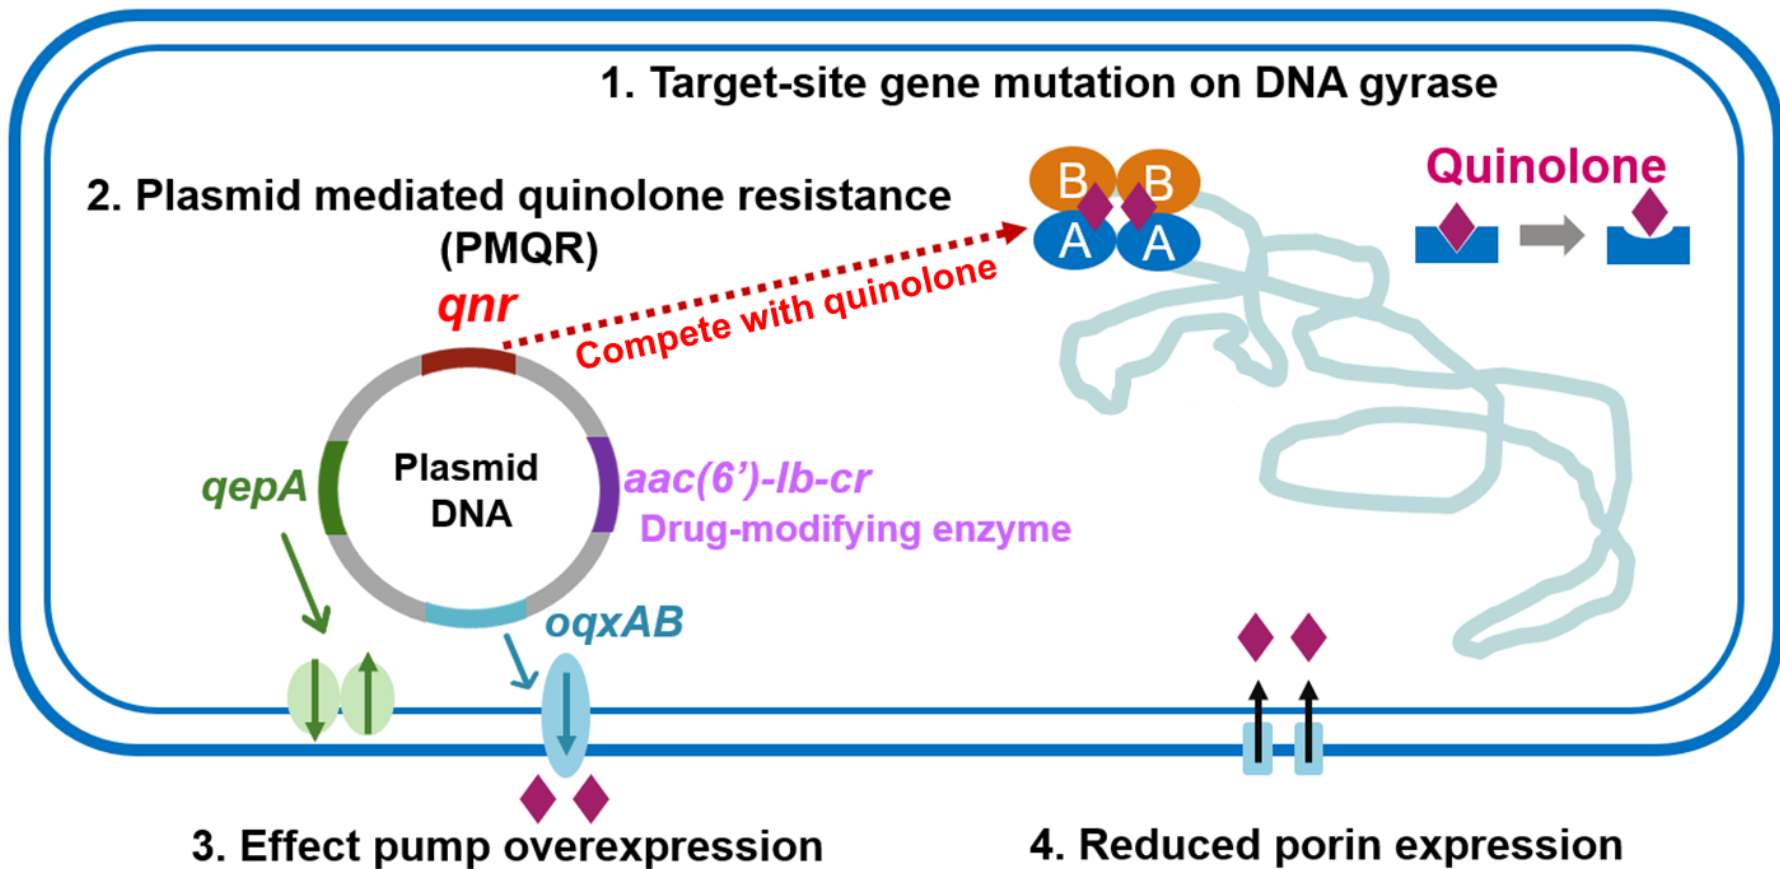 1. Target-site gene mutation on DNA gyrase
2. Plasmid mediated quinolone resistance
(PMQR)
B B
A A
Quinolone
qnr
Compete with quinolone
qepA
Plasmid
DNA
aac(6’)-Ib-cr
Drug-modifying enzyme
oqxAB
3. Effect pump overexpression
4. Reduced porin expression